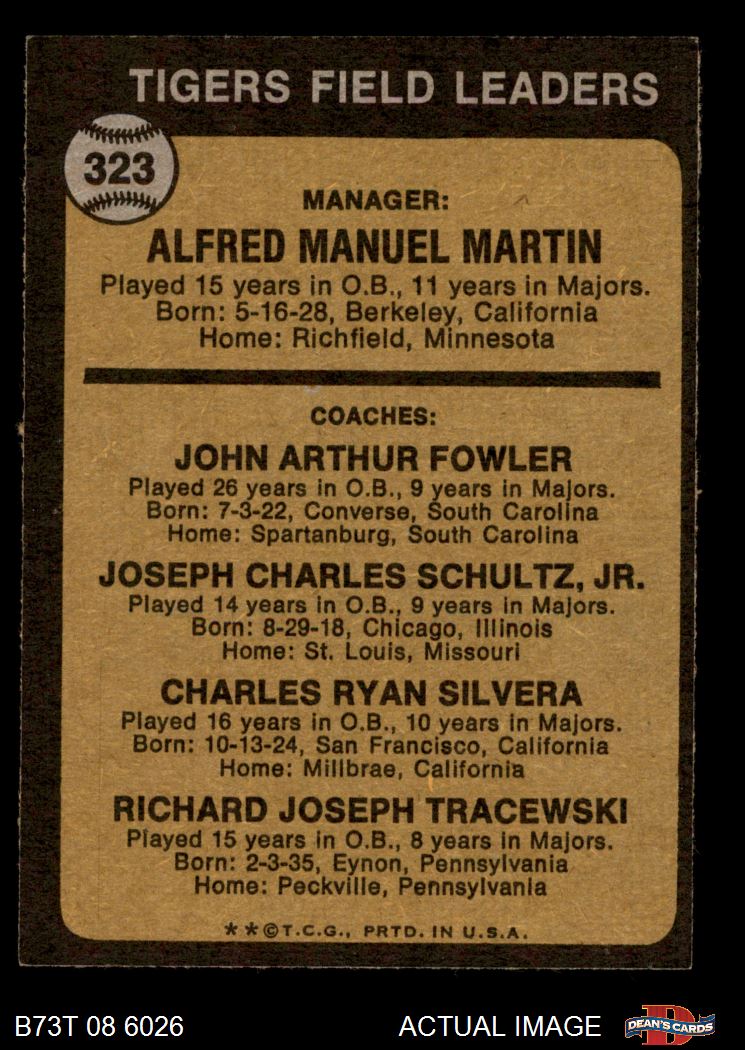 TIGERS FIELD LEADERS
323
MANAGER:
ALFRED MANUEL MARTIN
Played 15 years in O.B., 11 years in Majors.
Born: 5-16-28, Berkeley, California
Home: Richfield, Minnesota
COACHES:
JOHN ARTHUR FOWLER
Played 26 years in O.B., 9 years in Majors.
Born: 7-3-22, Converse, South Carolina
Home: Spartanburg, South Carolina
JOSEPH CHARLES SCHULTZ, JR.
Played 14 years in O.B., 9 years in Majors.
Born: 8-29-18, Chicago, Illinois
Home: St. Louis, Missouri
CHARLES RYAN SILVERA
Played 16 years in O.B., 10 years in Majors.
Born: 10-13-24, San Francisco, California
Home: Millbrae, California
RICHARD JOSEPH TRACEWSKI
Played 15 years in O.B., 8 years in Majors.
Born: 2-3-35, Eynon, Pennsylvania
Home: Peckville, Pennsylvania
**©T.C.G., PRTD. IN U.S.A.
B73T 08 6026 ACTUAL IMAGE D DEAN'S CARDS